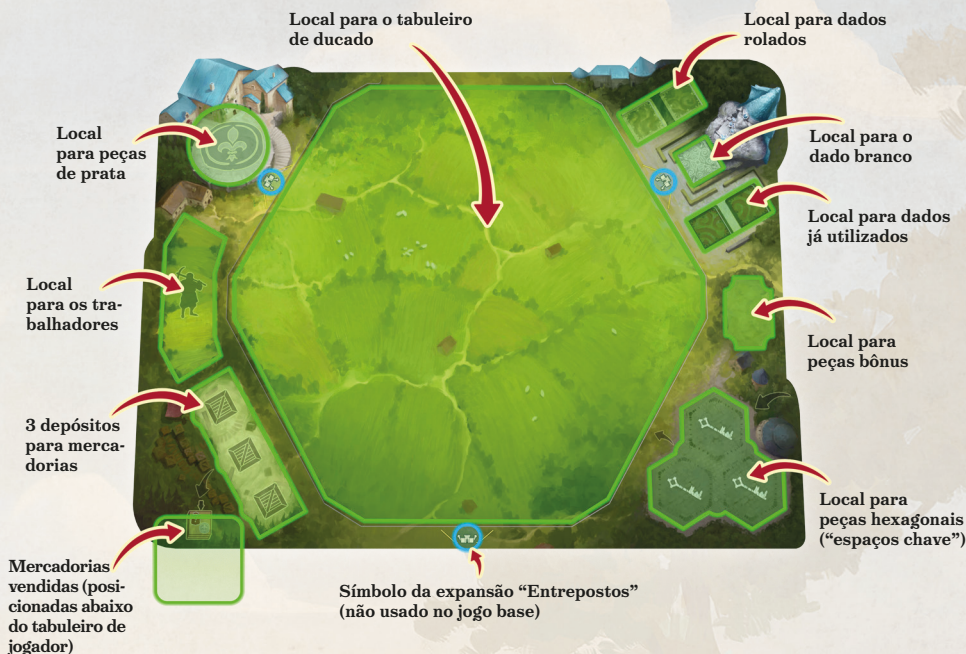 Local para o tabuleiro
de ducado
Local para dados
rolados
Local
para peças
de prata
Local para o
dado branco
Local para dados
já utilizados
Local
para os tra-
balhadores
Local para
peças bônus
3 depósitos
para merca-
dorias
Local para
peças hexagonais
(“espaços chave”)
Mercadorias
vendidas (posi-
cionadas abaixo
do tabuleiro de
jogador)
Símbolo da expansão “Entrepostos”
(não usado no jogo base)